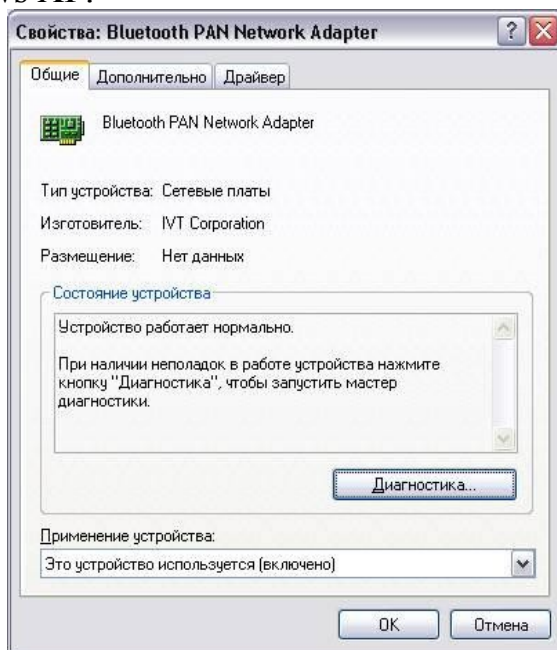 Свойства: Bluetooth PAN Network Adapter
Общие Дополнительно Драйвер
Bluetooth PAN Network Adapter
Тип устройства: Сетевые платы
Изготовитель: IVT Corporation
Размещение: Нет данных
Состояние устройства
Устройство работает нормально.
При наличии неполадок в работе устройства нажмите
кнопку "Диагностика", чтобы запустить мастер
диагностики.
Диагностика...
Применение устройства:
Это устройство используется (включено)
OK Отмена